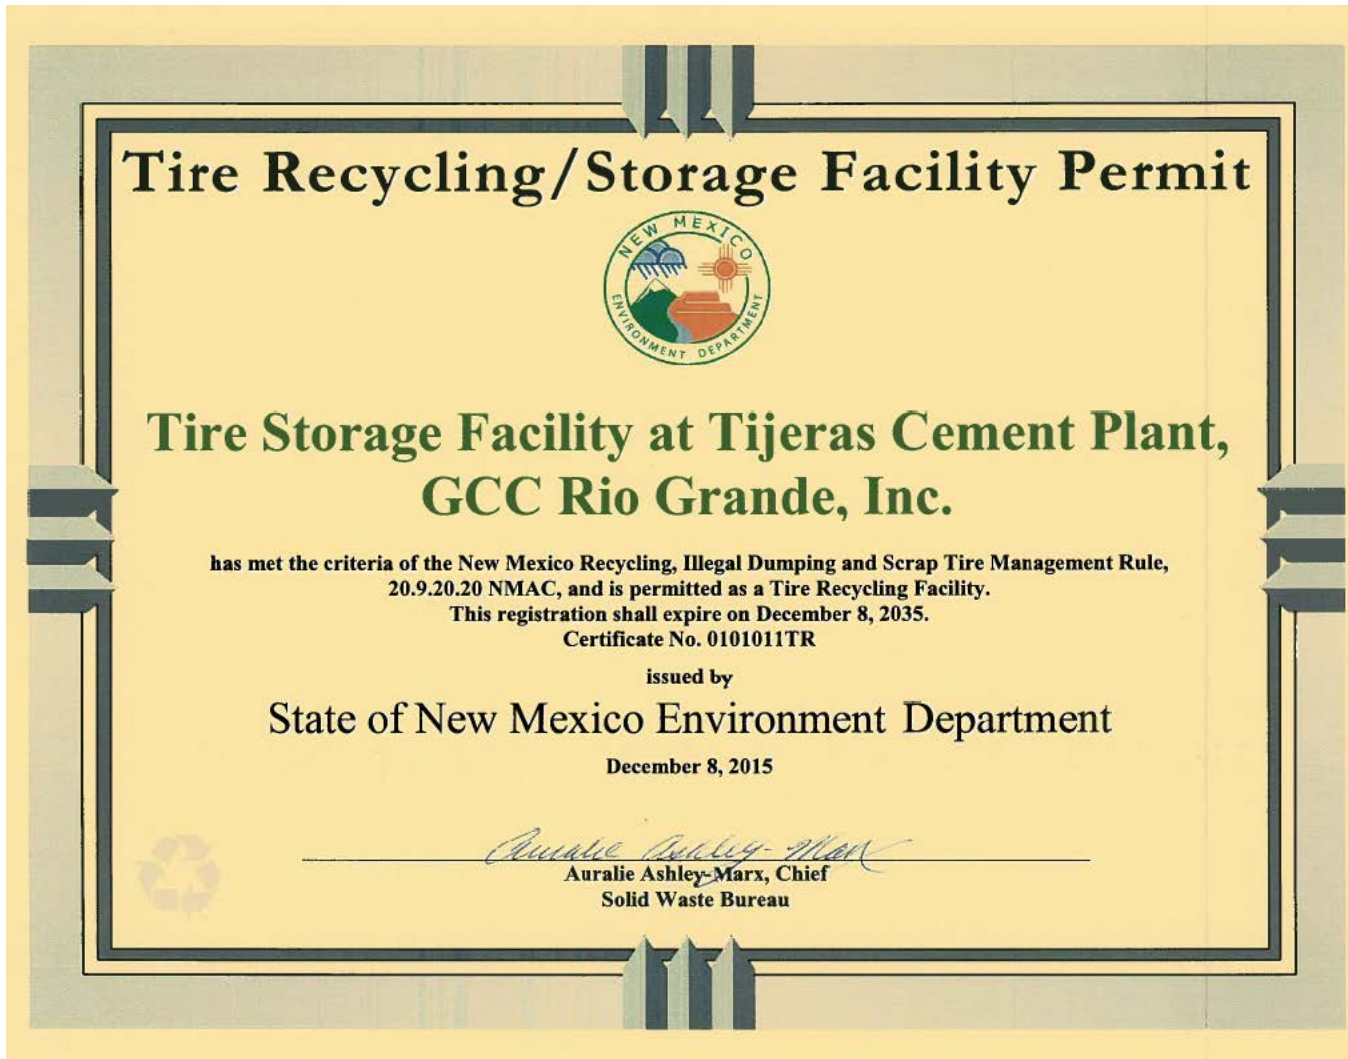 Tire Recycling/Storage Facility Permit
NEW MEXICO
ENVIRONMENT DEPARTMENT
Tire Storage Facility at Tijeras Cement Plant,
GCC Rio Grande, Inc.
has met the criteria of the New Mexico Recycling, Illegal Dumping and Scrap Tire Management Rule,
20.9.20.20 NMAC, and is permitted as a Tire Recycling Facility.
This registration shall expire on December 8, 2035.
Certificate No. 0101011TR
issued by
State of New Mexico Environment Department
December 8, 2015
Auralie Ashley-Marx
Auralie Ashley-Marx, Chief
Solid Waste Bureau